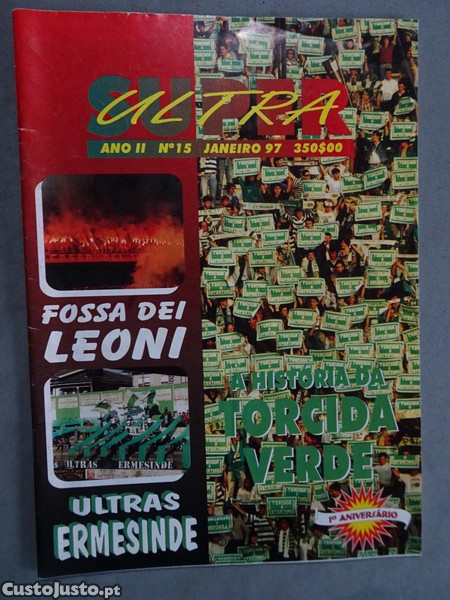 SUPER
ULTRA
ANO II Nº15 JANEIRO 97 350$00
FOSSA DEI
LEONI
ULTRAS ERMESINDE
ULTRAS
ERMESINDE
A HISTÓRIA DA
TORCIDA
VERDE
1º ANIVERSÁRIO
CustoJusto.pt